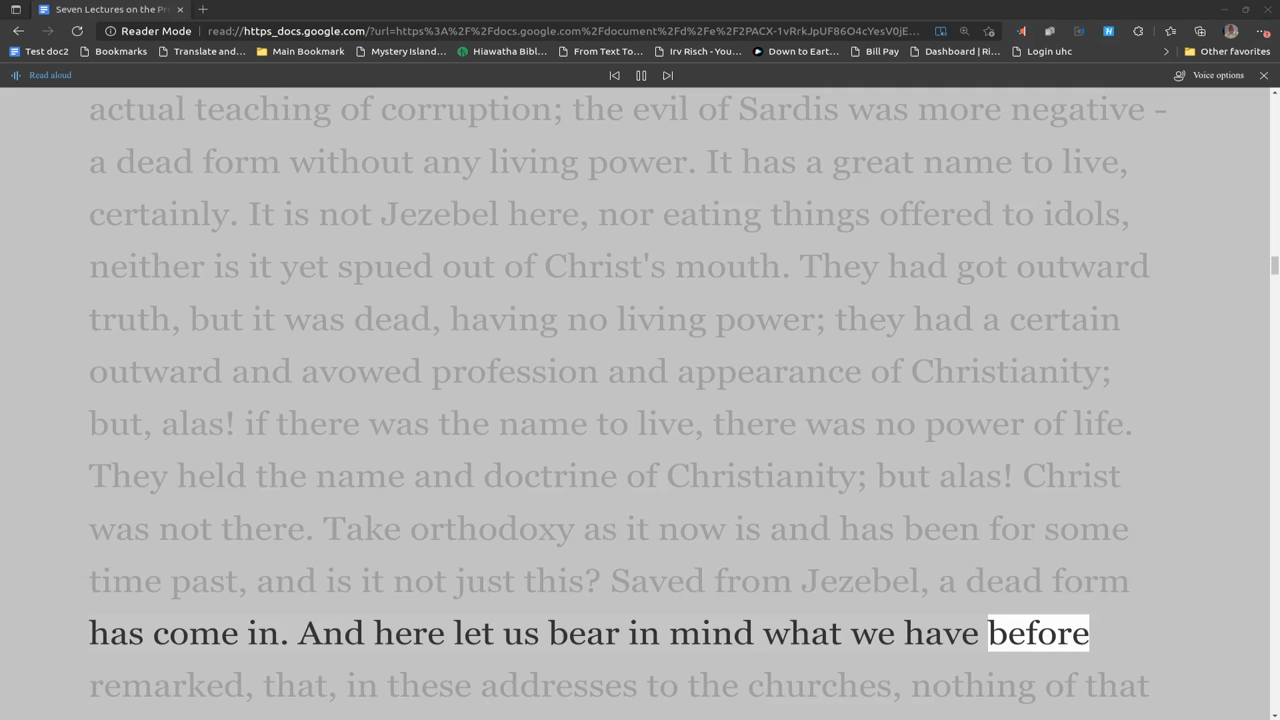 Seven Lectures on the Pr
Reader Mode
read://https_docs.google.com/?url=https%3A%2F%2Fdocs.google.com%2Fdocument%2Fd%2Fe%2F2PACX-1vRrkJpUF86O4cYesV0jE...
Test doc2 Bookmarks Translate and... Main Bookmark Mystery Island... Hiawatha Bibl... From Text To... Irv Risch - You... Down to Eart... Bill Pay Dashboard | Ri... Login uhc Other favorites
Read aloud Voice options
actual teaching of corruption; the evil of Sardis was more negative -
a dead form without any living power. It has a great name to live,
certainly. It is not Jezebel here, nor eating things offered to idols,
neither is it yet spued out of Christ's mouth. They had got outward
truth, but it was dead, having no living power; they had a certain
outward and avowed profession and appearance of Christianity;
but, alas! if there was the name to live, there was no power of life.
They held the name and doctrine of Christianity; but alas! Christ
was not there. Take orthodoxy as it now is and has been for some
time past, and is it not just this? Saved from Jezebel, a dead form
has come in. And here let us bear in mind what we have before
remarked, that, in these addresses to the churches, nothing of that